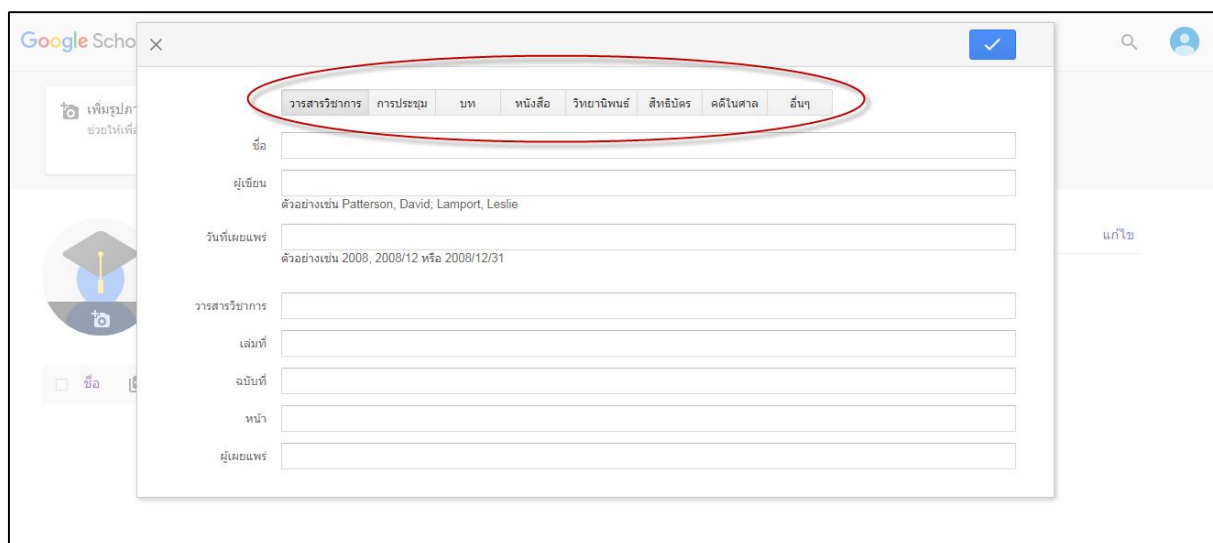 Google Scho
เพิ่มรูปภา
ช่วยให้เพื่
วารสารวิชาการ การประชุม บท หนังสือ วิทยานิพนธ์ สิทธิบัตร คดีในศาล อื่นๆ
ชื่อ
ผู้เขียน
ตัวอย่างเช่น Patterson, David; Lamport, Leslie
วันที่เผยแพร่
ตัวอย่างเช่น 2008, 2008/12 หรือ 2008/12/31
แก้ไข
วารสารวิชาการ
เล่มที่
ฉบับที่
ชื่อ
หน้า
ผู้เผยแพร่